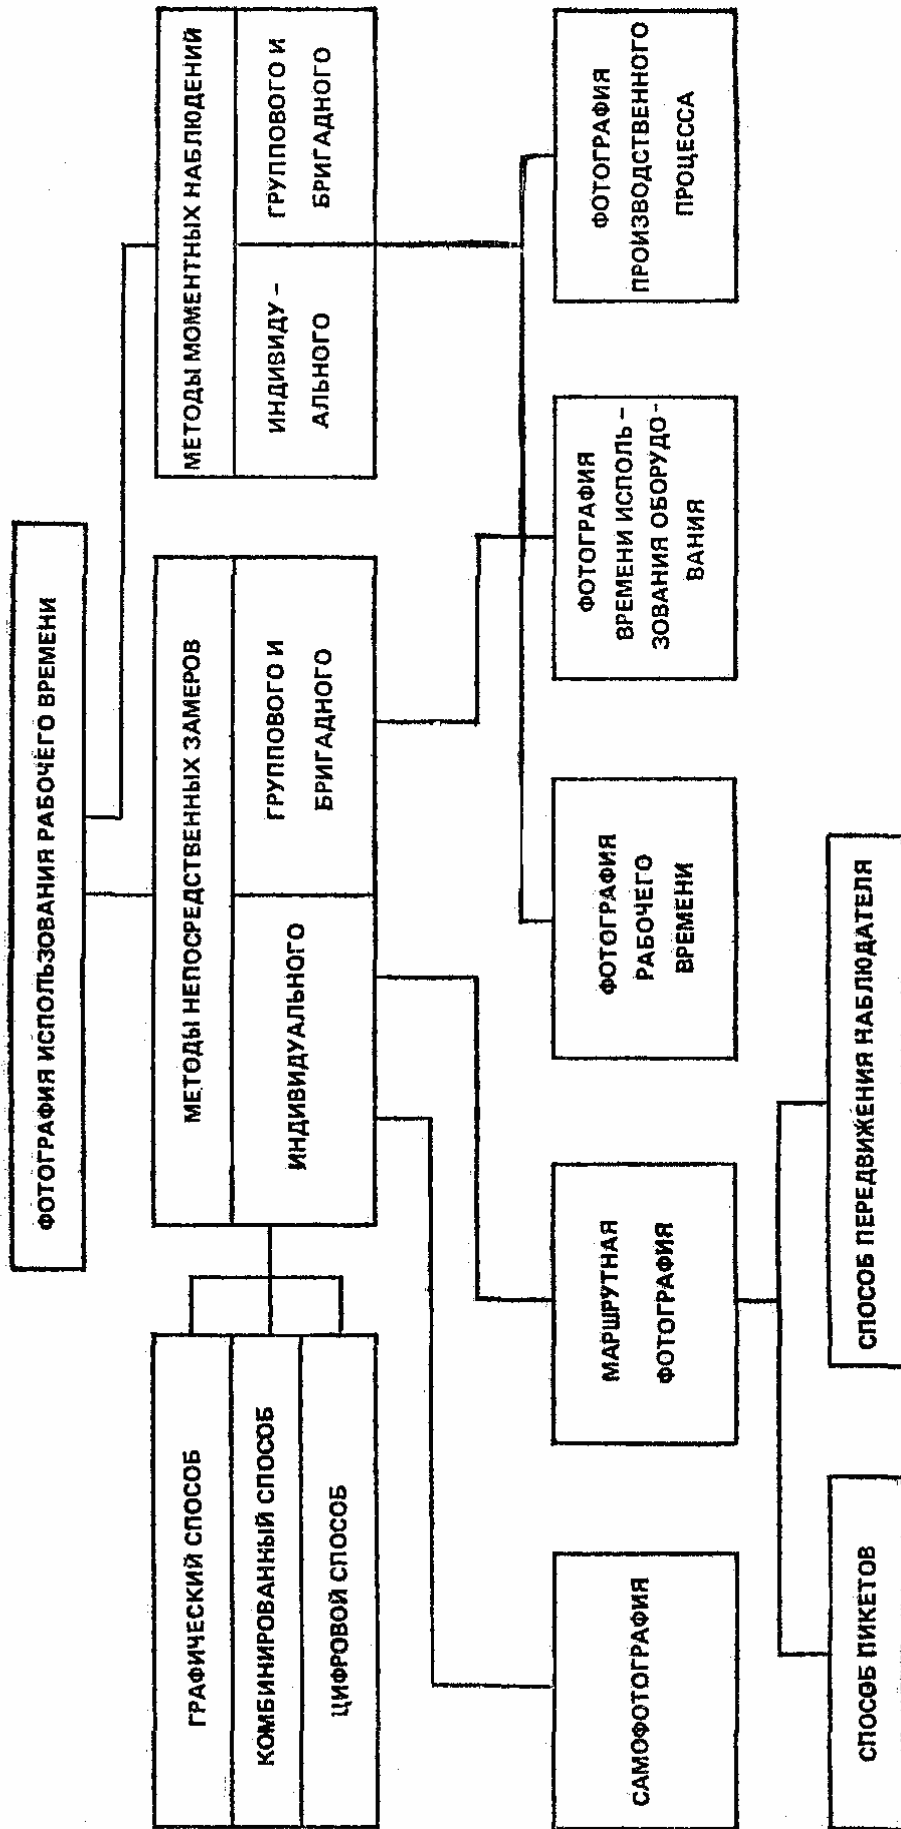 ФОТОГРАФИЯ ИСПОЛЬЗОВАНИЯ РАБОЧЕГО ВРЕМЕНИ
ГРАФИЧЕСКИЙ СПОСОБ
КОМБИНИРОВАННЫЙ СПОСОБ
ЦИФРОВОЙ СПОСОБ
МЕТОДЫ НЕПОСРЕДСТВЕННЫХ ЗАМЕРОВ
ИНДИВИДУАЛЬНОГО
ГРУППОВОГО И
БРИГАДНОГО
МЕТОДЫ МОМЕНТНЫХ НАБЛЮДЕНИЙ
ИНДИВИДУ –
АЛЬНОГО
ГРУППОВОГО И
БРИГАДНОГО
САМОФОТОГРАФИЯ
МАРШРУТНАЯ
ФОТОГРАФИЯ
ФОТОГРАФИЯ
РАБОЧЕГО
ВРЕМЕНИ
ФОТОГРАФИЯ
ВРЕМЕНИ ИСПОЛЬ –
ЗОВАНИЯ ОБОРУДО-
ВАНИЯ
ФОТОГРАФИЯ
ПРОИЗВОДСТВЕННОГО
ПРОЦЕССА
СПОСОБ ПИКЕТОВ
СПОСОБ ПЕРЕДВИЖЕНИЯ НАБЛЮДАТЕЛЯ